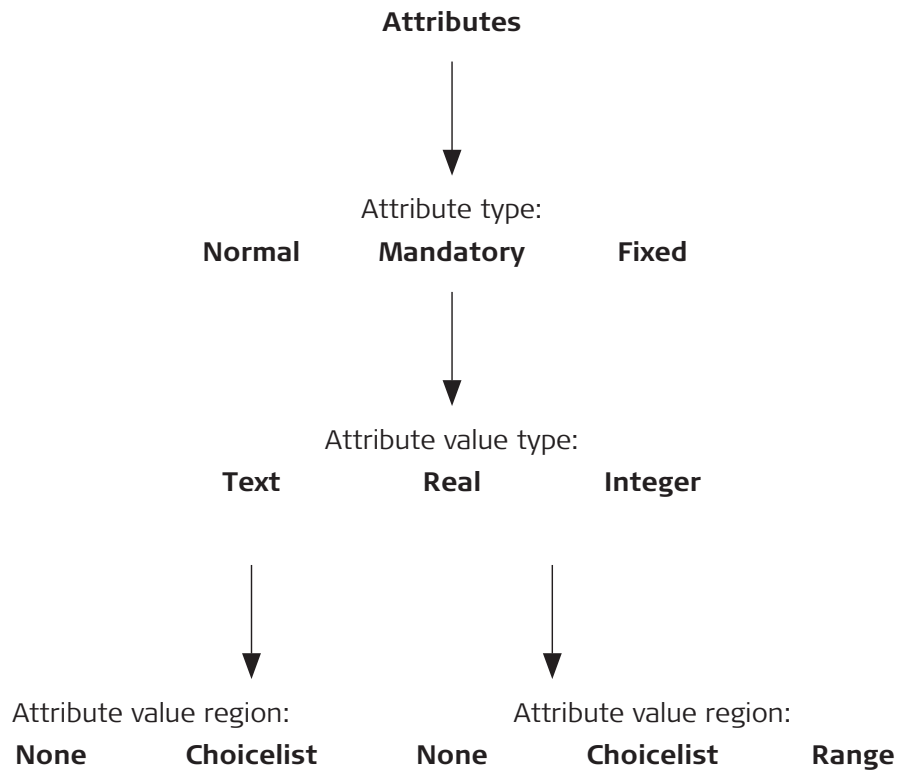 Attributes
Attribute type:
Normal Mandatory Fixed
Attribute value type:
Text Real Integer
Attribute value region: Attribute value region:
None Choicelist None Choicelist Range